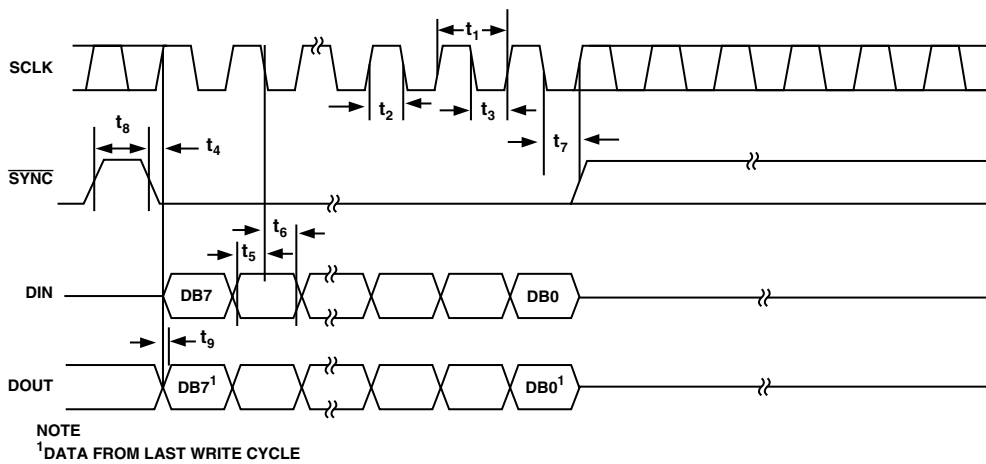 t1
SCLK
t2
t3
t8
t4
t7
SYNC
t6
t5
DIN
DB7
DB0
t9
DOUT
DB7¹
DB0¹
NOTE
¹DATA FROM LAST WRITE CYCLE